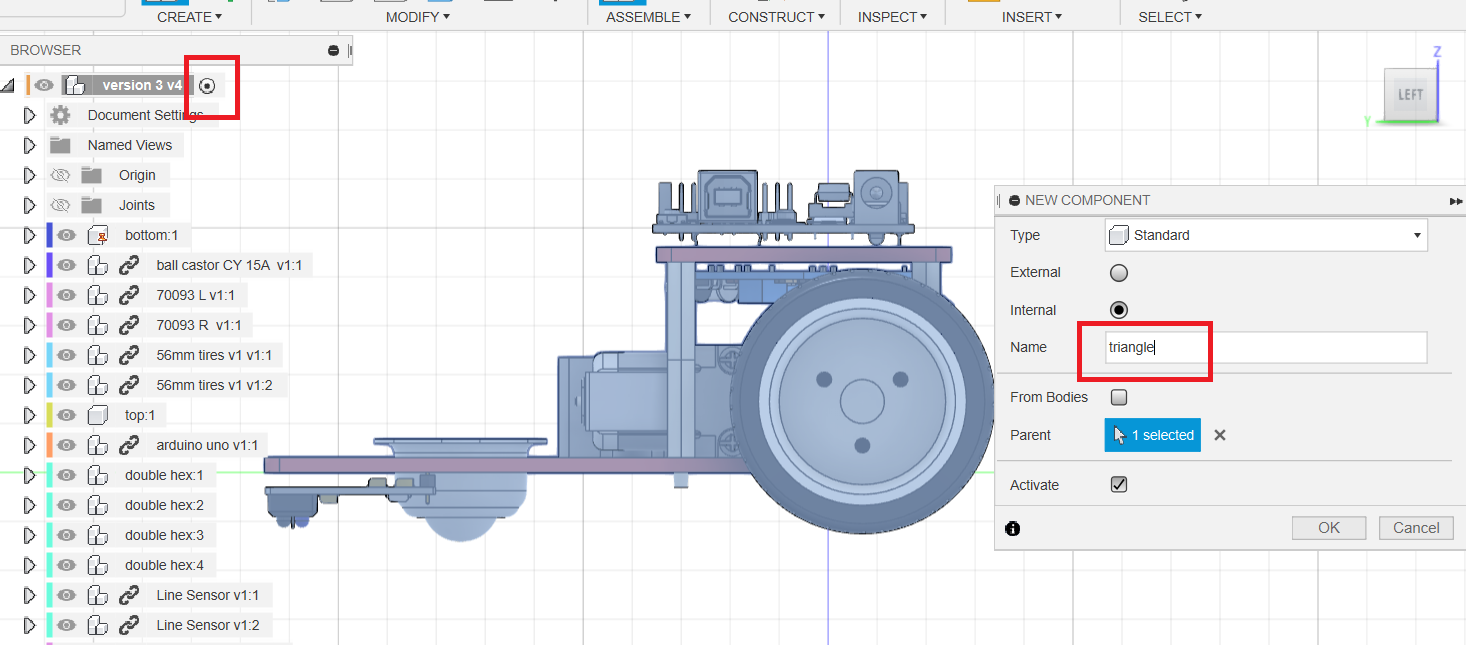 CREATE MODIFY ASSEMBLE CONSTRUCT INSPECT INSERT SELECT
BROWSER
version 3 v4
Document Settings
Named Views
Origin
Joints
bottom:1
ball castor CY 15A v1:1
70093 L v1:1
70093 R v1:1
56mm tires v1 v1:1
56mm tires v1 v1:2
top:1
arduino uno v1:1
double hex:1
double hex:2
double hex:3
double hex:4
Line Sensor v1:1
Line Sensor v1:2
Z
LEFT
Y
NEW COMPONENT
Type Standard
External
Internal
Name triangle
From Bodies
Parent 1 selected
Activate
OK Cancel